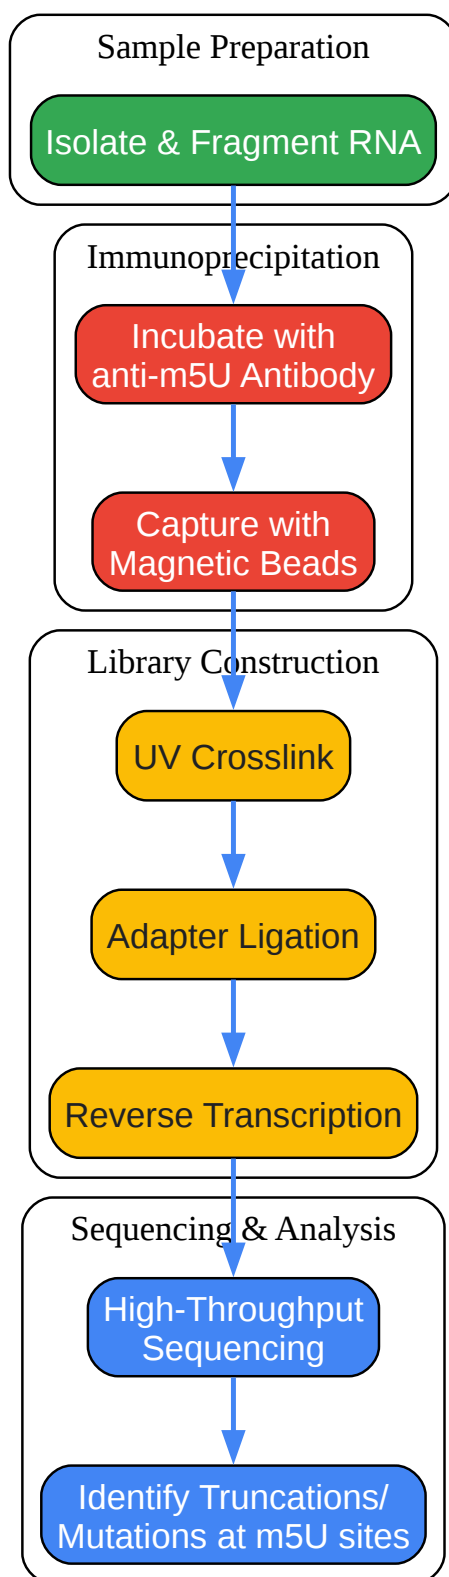 Sample Preparation
Isolate & Fragment RNA
Immunoprecipitation
Incubate with
anti-m5U Antibody
Capture with
Magnetic Beads
Library Construction
UV Crosslink
Adapter Ligation
Reverse Transcription
Sequencing & Analysis
High-Throughput
Sequencing
Identify Truncations/
Mutations at m5U sites